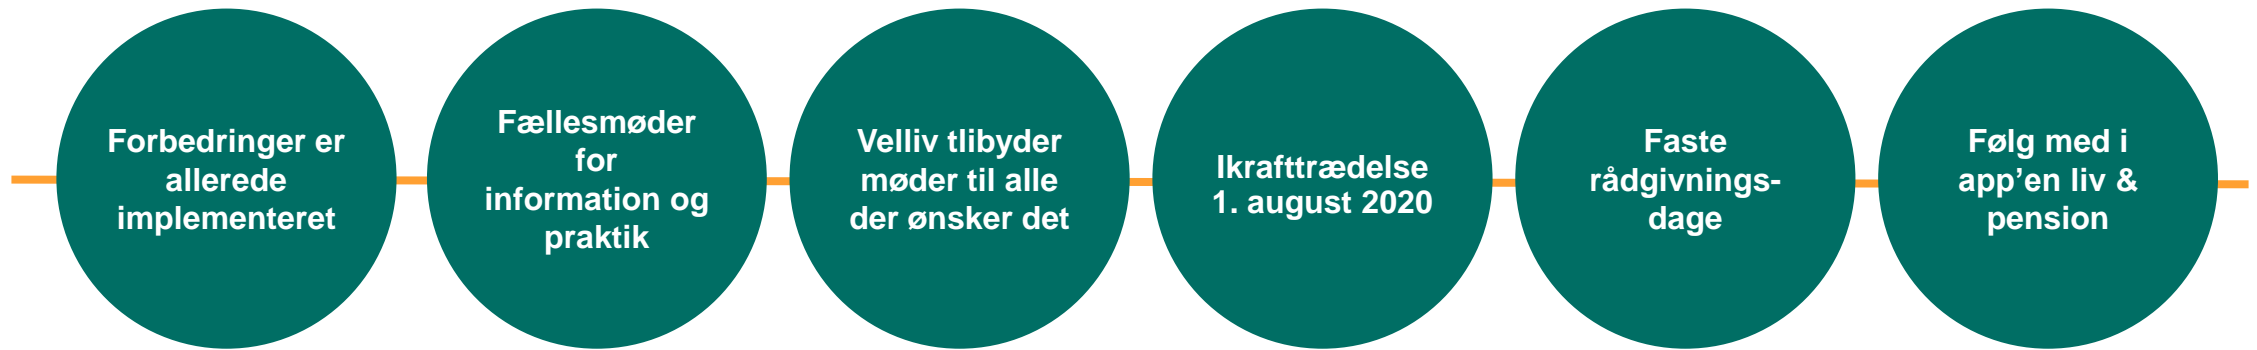 Forbedringer er
allerede
implementeret
Fællesmøder
for
information og
praktik
Velliv tlibyder
møder til alle
der ønsker det
Ikrafttrædelse
1. august 2020
Faste
rådgivnings-
dage
Følg med i
app’en liv &
pension